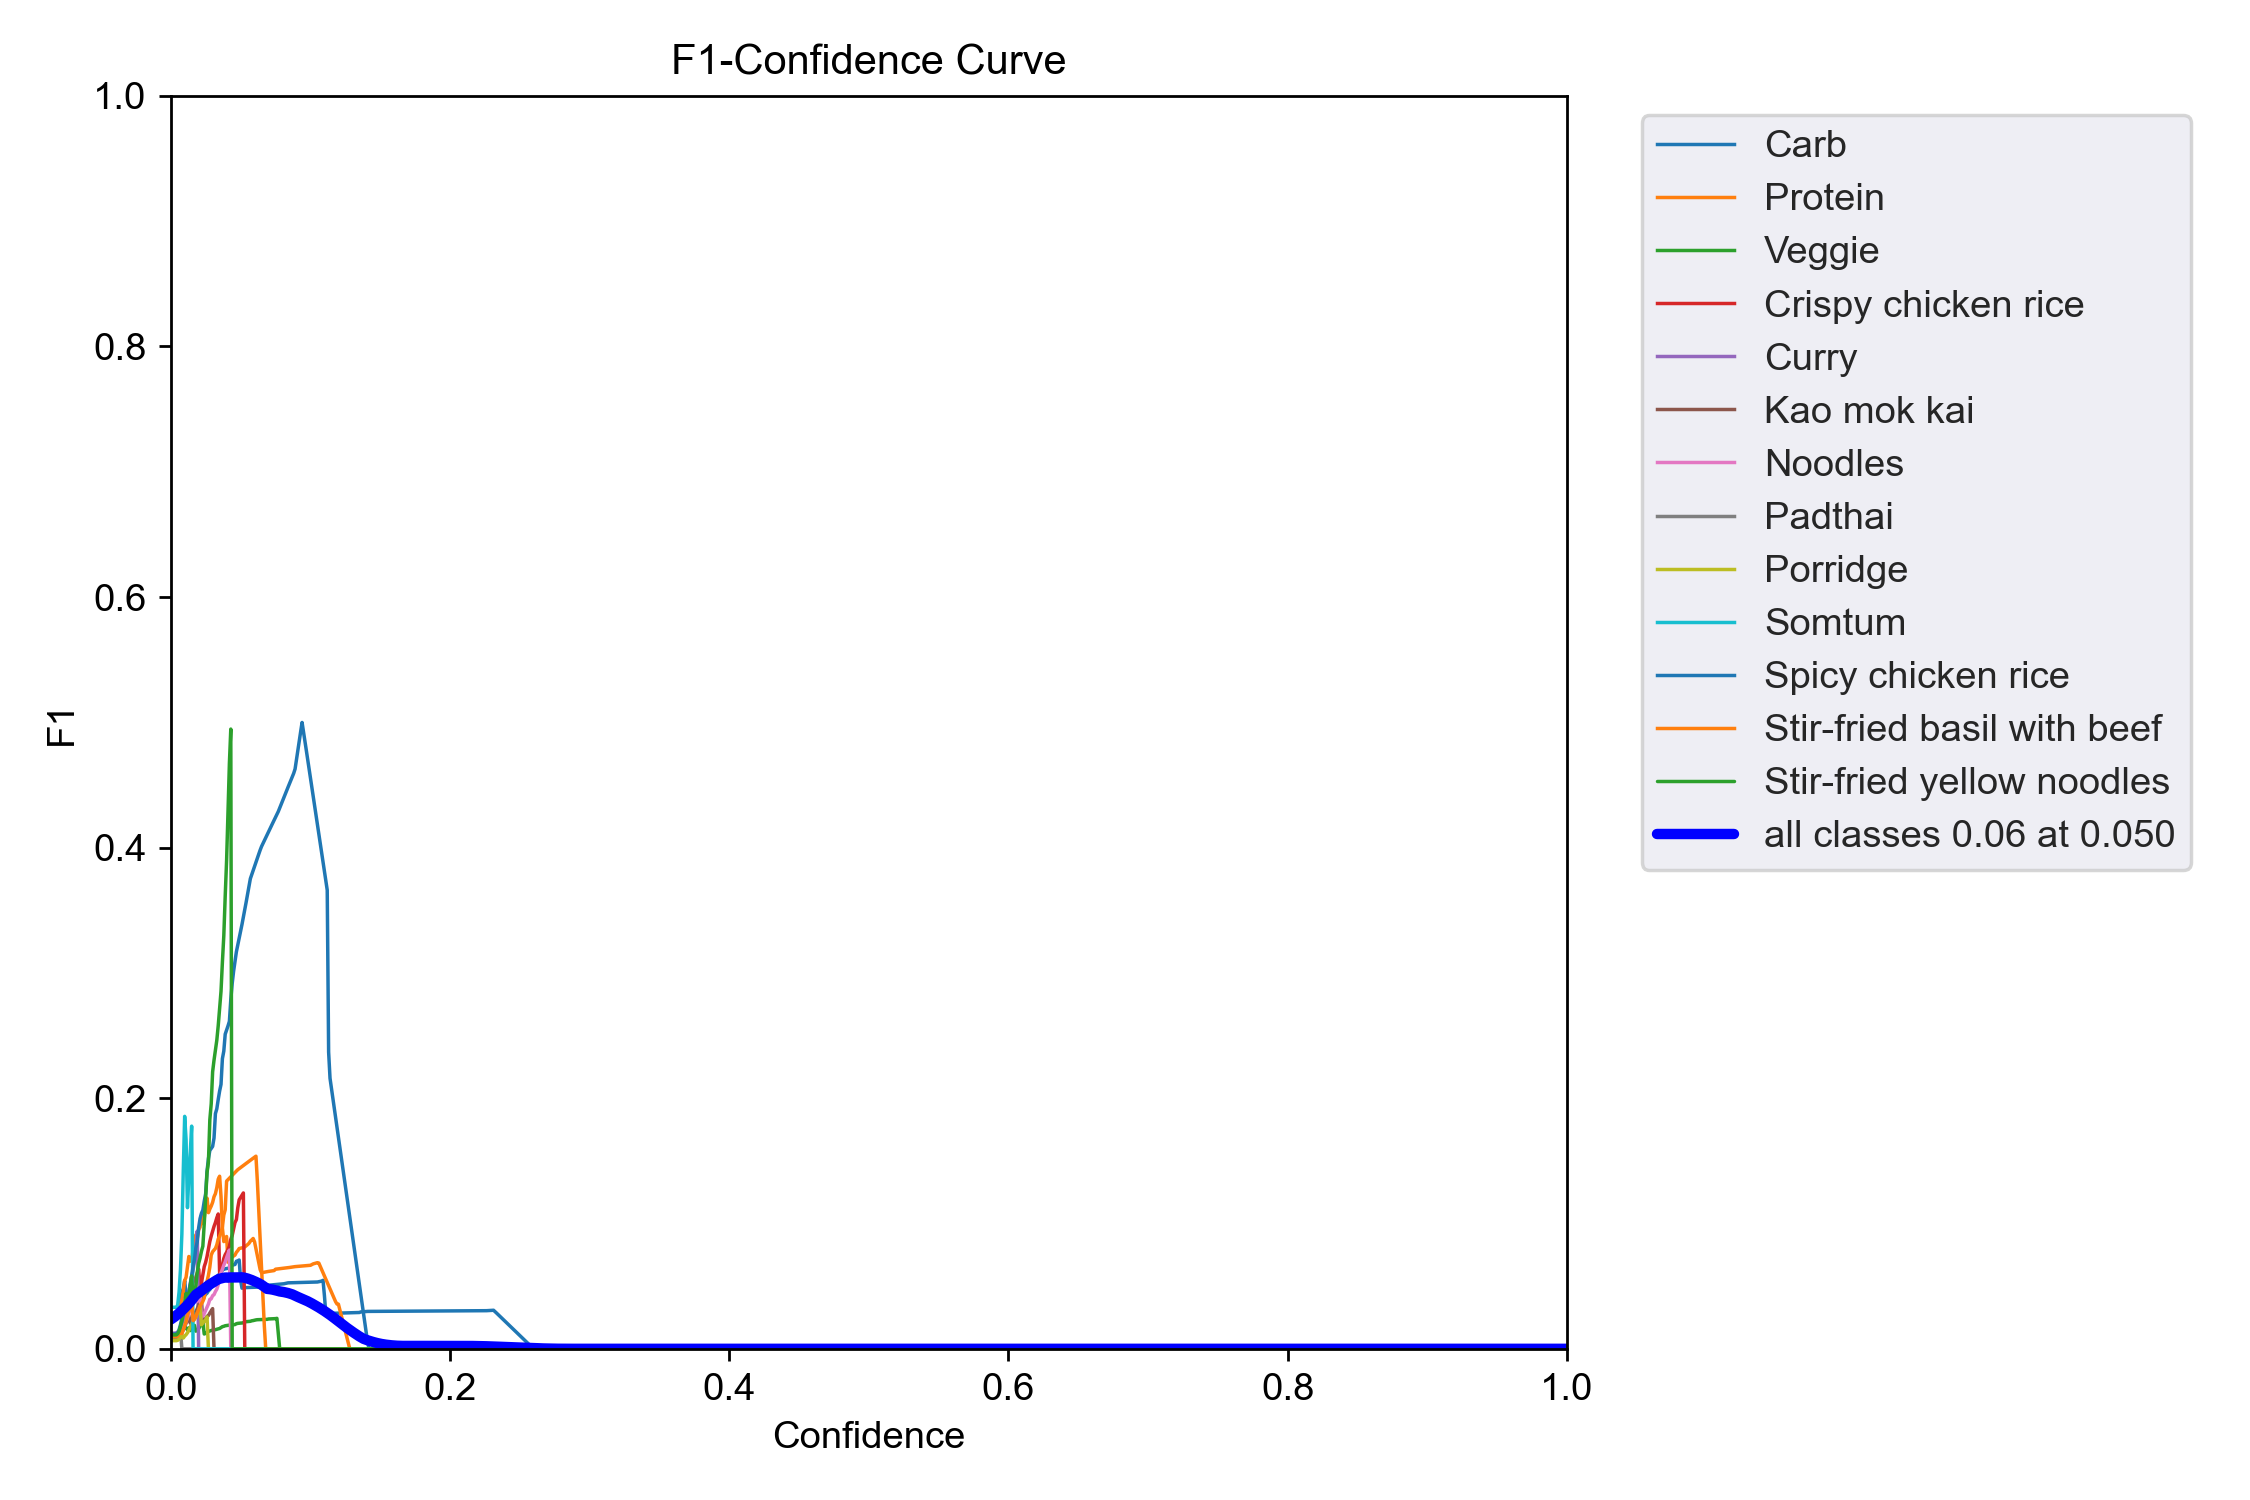 F1-Confidence Curve
1.0
0.8
0.6
0.4
0.2
0.0
F1
0.0 0.2 0.4 0.6 0.8 1.0
Confidence
Carb
Protein
Veggie
Crispy chicken rice
Curry
Kao mok kai
Noodles
Padthai
Porridge
Somtum
Spicy chicken rice
Stir-fried basil with beef
Stir-fried yellow noodles
all classes 0.06 at 0.050